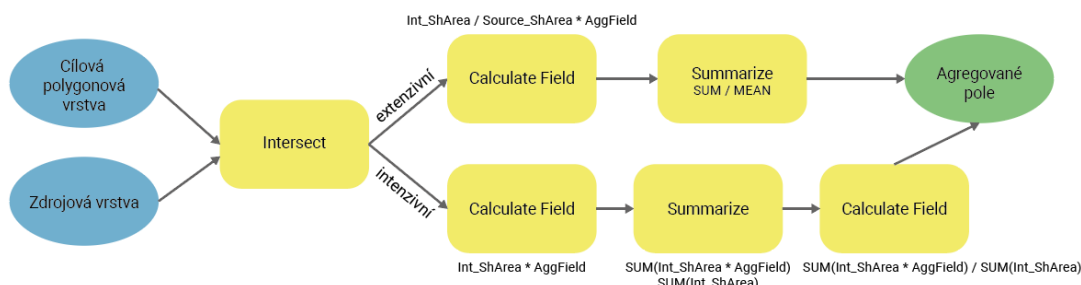 Int_ShArea / Source_ShArea * AggField
Cílová
polygonová
vrstva
Zdrojová vrstva
Intersect
extenzivní
intenzivní
Calculate Field
Summarize
SUM / MEAN
Agregované
pole
Calculate Field
Summarize
Calculate Field
Int_ShArea * AggField
SUM(Int_ShArea * AggField)
SUM(Int_ShArea)
SUM(Int_ShArea * AggField) / SUM(Int_ShArea)